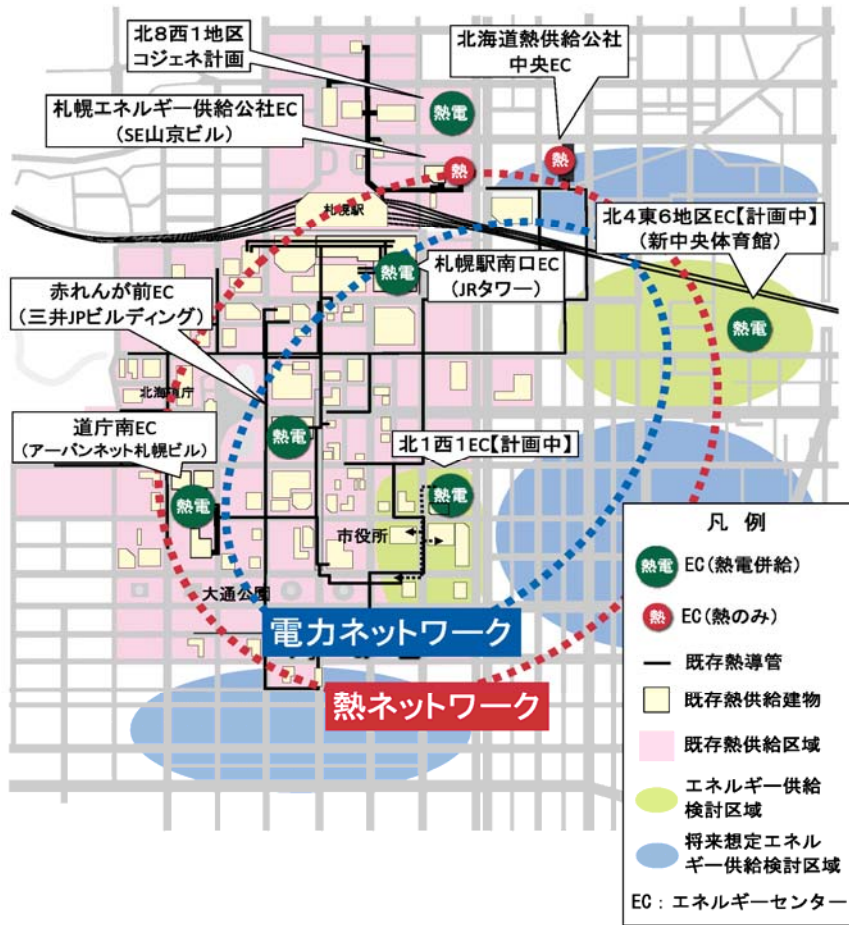 北8西1地区
コジェネ計画
北海道熱供給公社
中央EC
熱電
札幌エネルギー供給公社EC
(SE山京ビル)
熱
熱
札幌駅
北4東6地区EC【計画中】
(新中央体育館)
札幌駅南口EC
(JRタワー)
熱電
赤れんが前EC
(三井JPビルディング)
熱電
北海道庁
道庁南EC
(アーバンネット札幌ビル)
熱電
北1西1EC【計画中】
熱電
熱電
市役所
大通公園
電力ネットワーク
熱ネットワーク
凡 例
熱電 EC(熱電併給)
熱 EC(熱のみ)
既存熱導管
既存熱供給建物
既存熱供給区域
エネルギー供給
検討区域
将来想定エネル
ギー供給検討区域
EC：エネルギーセンター